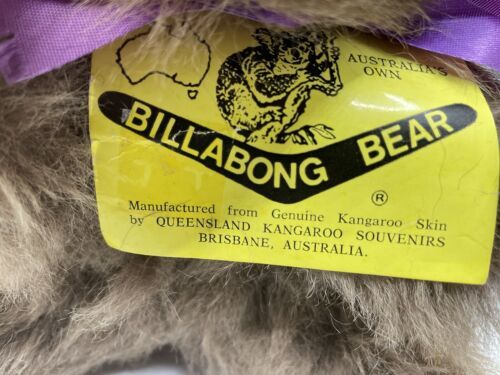 AUSTRALIA'S
OWN
BILLABONG BEAR
®
Manufactured from Genuine Kangaroo Skin
by QUEENSLAND KANGAROO SOUVENIRS
BRISBANE, AUSTRALIA.